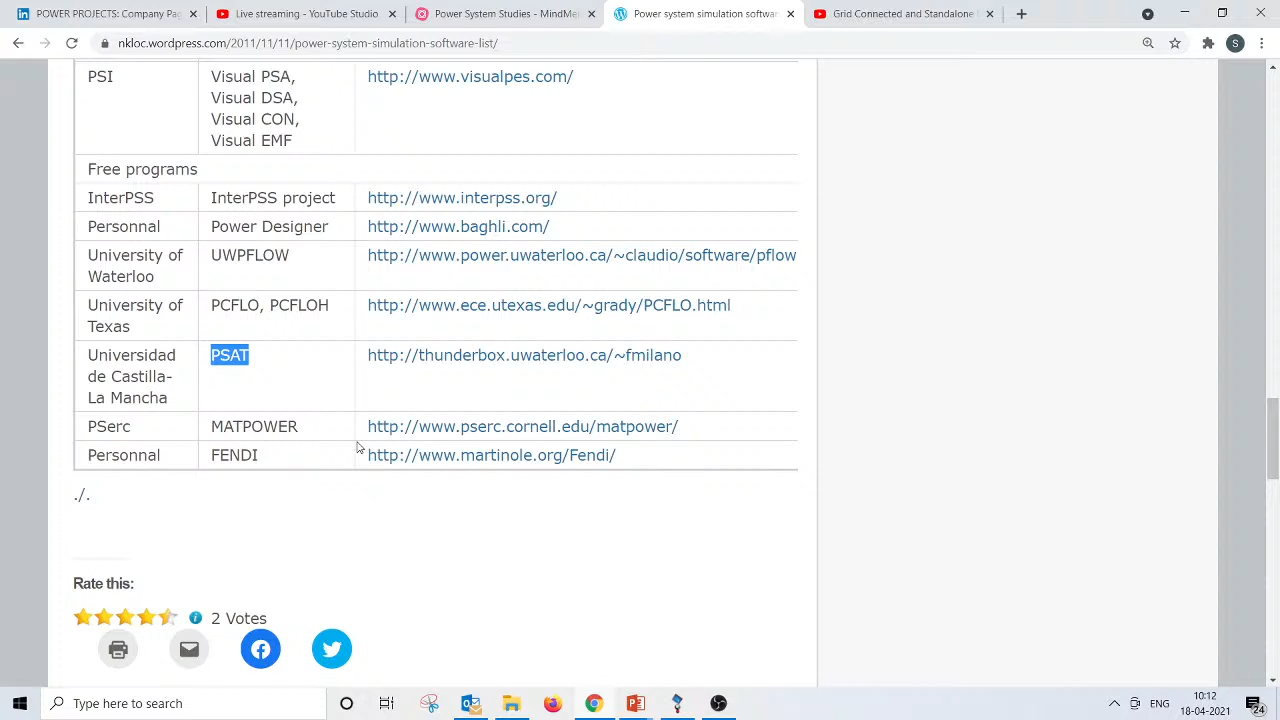 POWER PROJECTS Company Pa
Live streaming - YouTube Studio
Power System Studies - MindMe
Power system simulation softwar
Grid Connected and Standalone
nkloc.wordpress.com/2011/11/11/power-system-simulation-software-list/
S
PSI
Visual PSA,
Visual DSA,
Visual CON,
Visual EMF
http://www.visualpes.com/
Free programs
InterPSS
InterPSS project
http://www.interpss.org/
Personnal
Power Designer
http://www.baghli.com/
University of
Waterloo
UWPFLOW
http://www.power.uwaterloo.ca/~claudio/software/pflow
University of
Texas
PCFLO, PCFLOH
http://www.ece.utexas.edu/~grady/PCFLO.html
Universidad
de Castilla-
La Mancha
PSAT
http://thunderbox.uwaterloo.ca/~fmilano
PSerc
MATPOWER
http://www.pserc.cornell.edu/matpower/
Personnal
FENDI
http://www.martinole.org/Fendi/
./.
Rate this:
2 Votes
Type here to search
ENG
10:12
18-04-2021
24